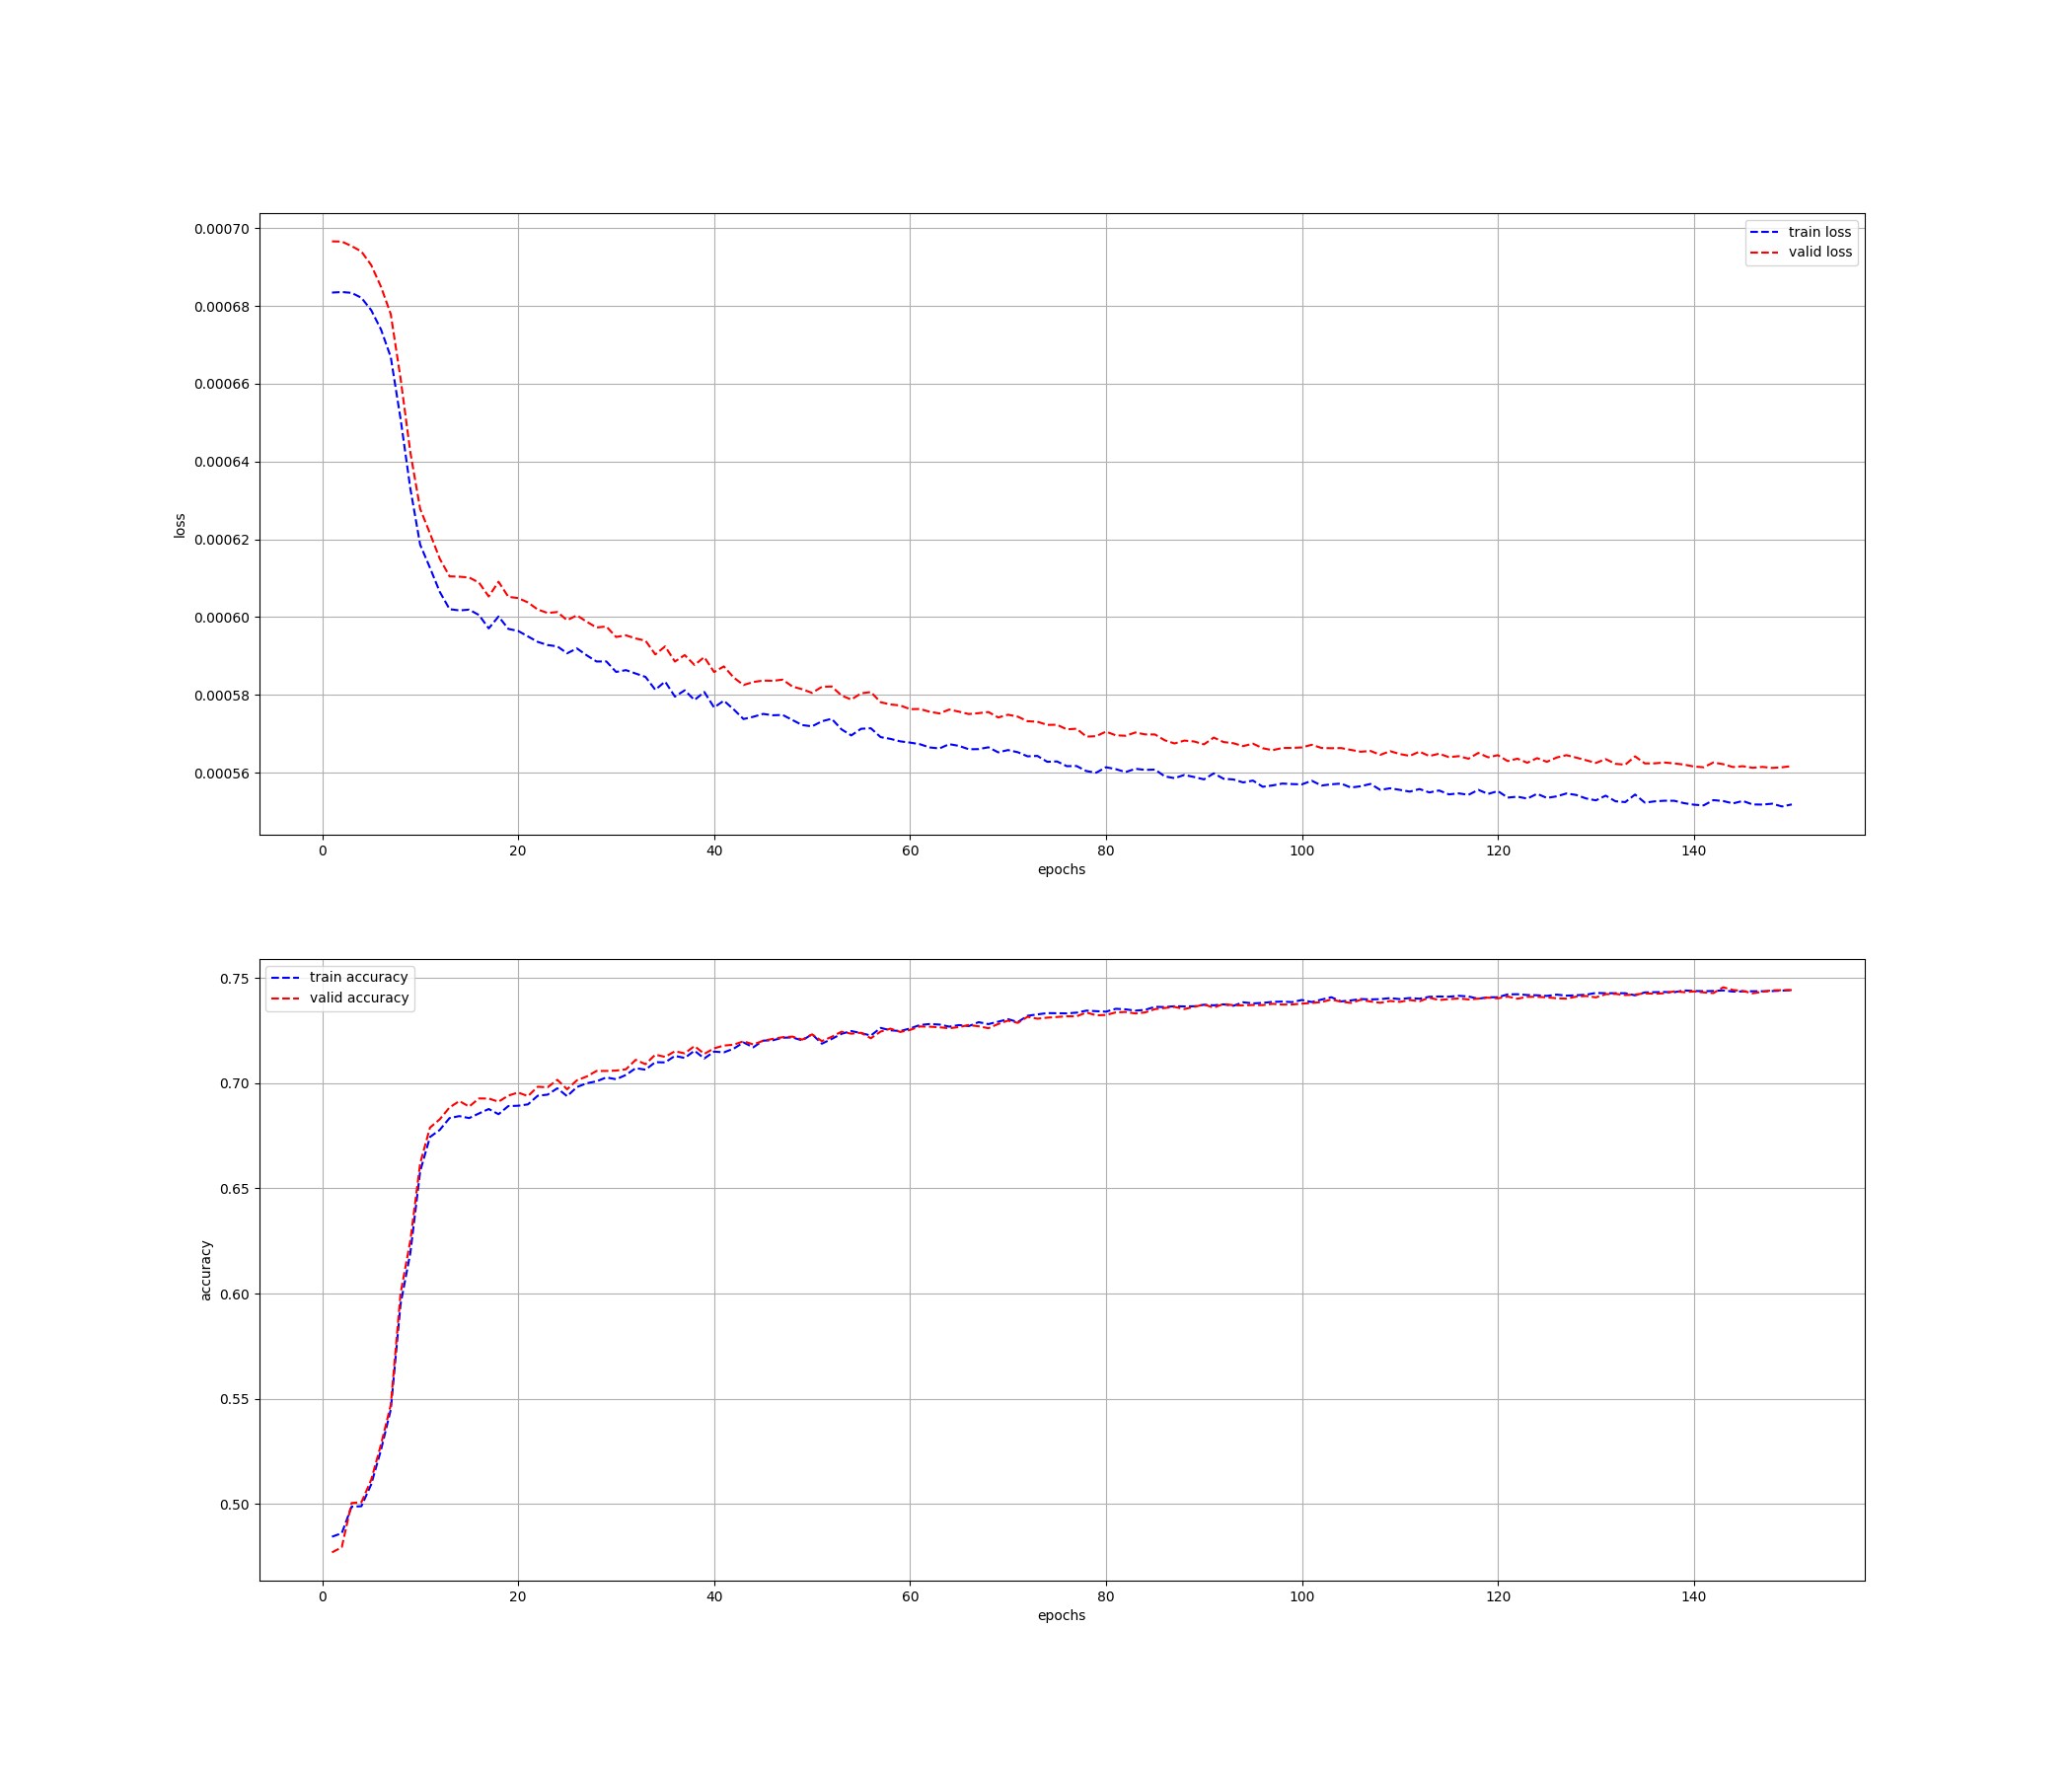 0.00070
0.00068
0.00066
0.00064
0.00062
0.00060
0.00058
0.00056
loss
train loss
valid loss
0 20 40 60 80 100 120 140
epochs
0.75
0.70
0.65
0.60
0.55
0.50
accuracy
train accuracy
valid accuracy
0 20 40 60 80 100 120 140
epochs